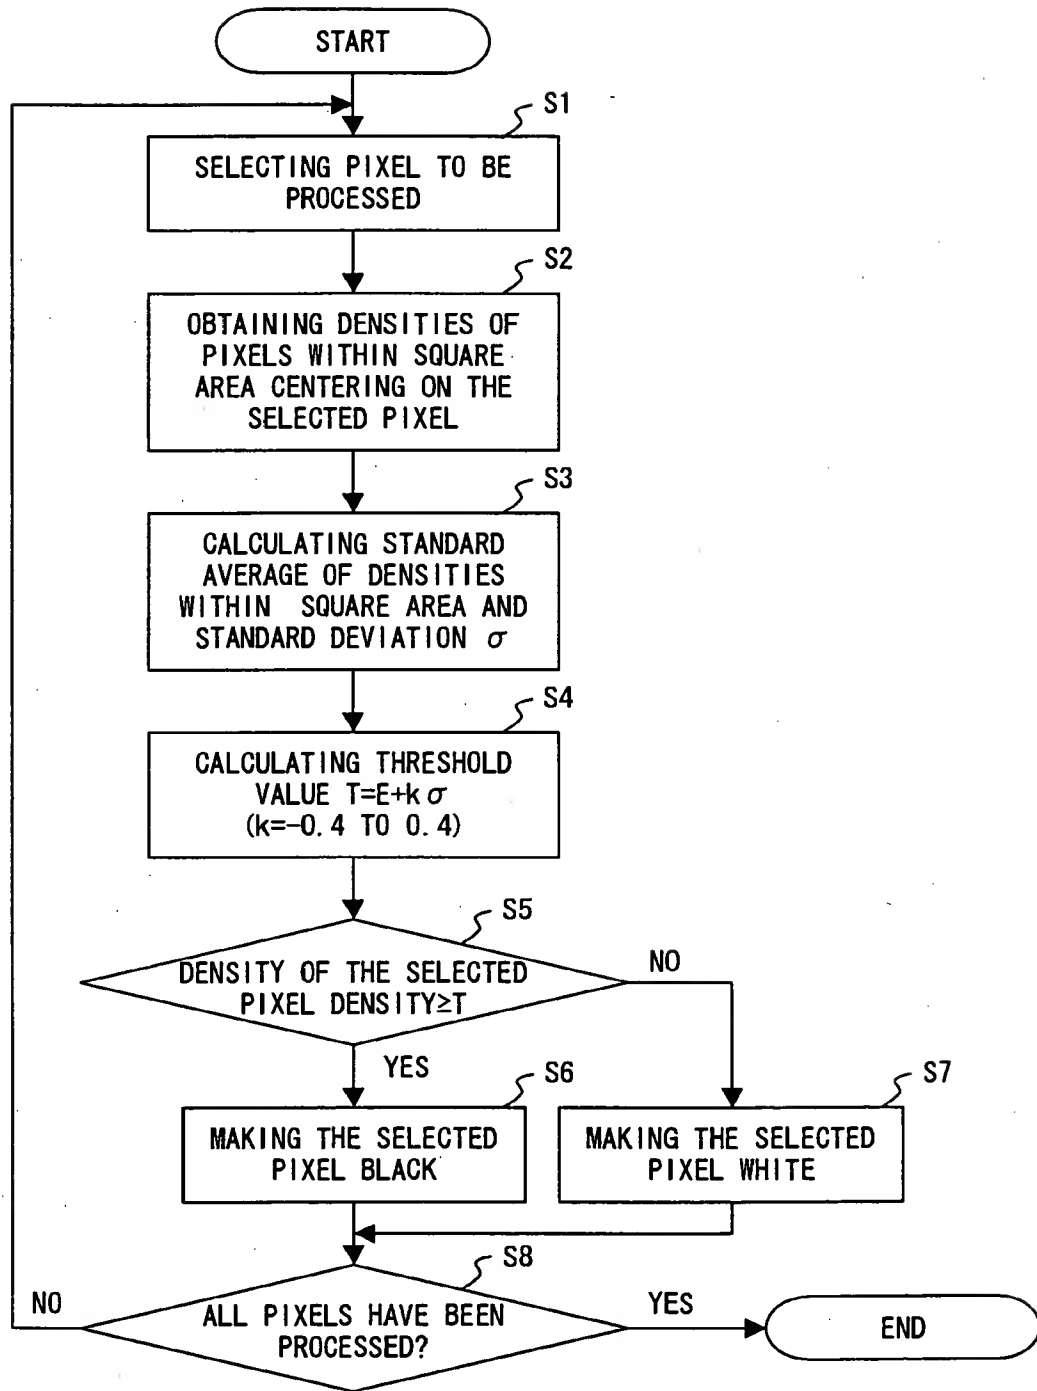 START
S1
SELECTING PIXEL TO BE
PROCESSED
S2
OBTAINING DENSITIES OF
PIXELS WITHIN SQUARE
AREA CENTERING ON THE
SELECTED PIXEL
S3
CALCULATING STANDARD
AVERAGE OF DENSITIES
WITHIN SQUARE AREA AND
STANDARD DEVIATION σ
S4
CALCULATING THRESHOLD
VALUE T=E+kσ
(k=-0.4 TO 0.4)
S5
DENSITY OF THE SELECTED
PIXEL DENSITY≥T
NO
YES
S6
MAKING THE SELECTED
PIXEL BLACK
S7
MAKING THE SELECTED
PIXEL WHITE
S8
ALL PIXELS HAVE BEEN
PROCESSED?
NO
YES
END